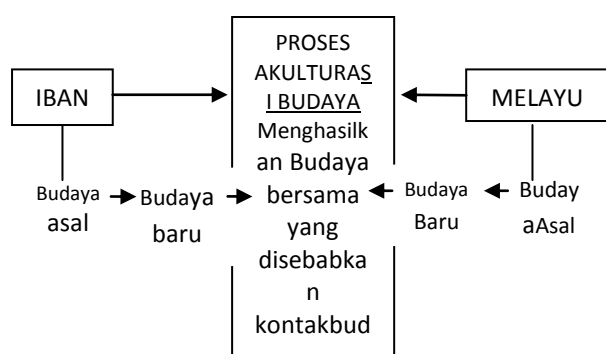 PROSES
AKULTURAS
I BUDAYA
Menghasilk
an Budaya
bersama
yang
disebabka
n
kontakbud
IBAN
MELAYU
Budaya
asal
Budaya
baru
Budaya
Baru
Buday
aAsal